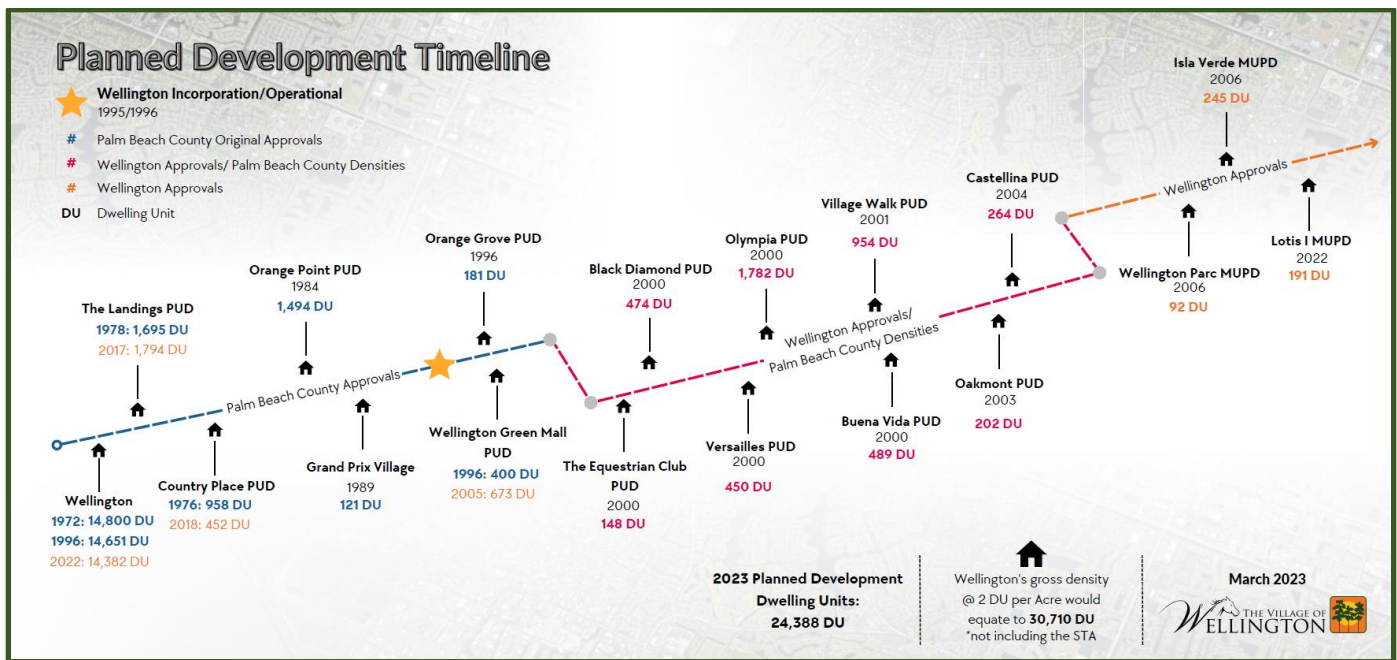 Planned Development Timeline
Wellington Incorporation/Operational
1995/1996
# Palm Beach County Original Approvals
# Wellington Approvals/ Palm Beach County Densities
# Wellington Approvals
DU Dwelling Unit
The Landings PUD
1978: 1,695 DU
2017: 1,794 DU
Orange Point PUD
1984
1,494 DU
Orange Grove PUD
1996
181 DU
Black Diamond PUD
2000
474 DU
Olympia PUD
2000
1,782 DU
Village Walk PUD
2001
954 DU
Castellina PUD
2004
264 DU
Isla Verde MUPD
2006
245 DU
Palm Beach County Approvals
Wellington Approvals/
Palm Beach County Densities
Wellington Approvals
Wellington
1972: 14,800 DU
1996: 14,651 DU
2022: 14,382 DU
Country Place PUD
1976: 958 DU
2018: 452 DU
Grand Prix Village
1989
121 DU
Wellington Green Mall
PUD
1996: 400 DU
2005: 673 DU
The Equestrian Club
PUD
2000
148 DU
Versailles PUD
2000
450 DU
Buena Vida PUD
2000
489 DU
Oakmont PUD
2003
202 DU
Wellington Parc MUPD
2006
92 DU
Lotis I MUPD
2022
191 DU
2023 Planned Development
Dwelling Units:
24,388 DU
Wellington's gross density
@ 2 DU per Acre would
equate to 30,710 DU
*not including the STA
March 2023
THE VILLAGE OF
WELLINGTON